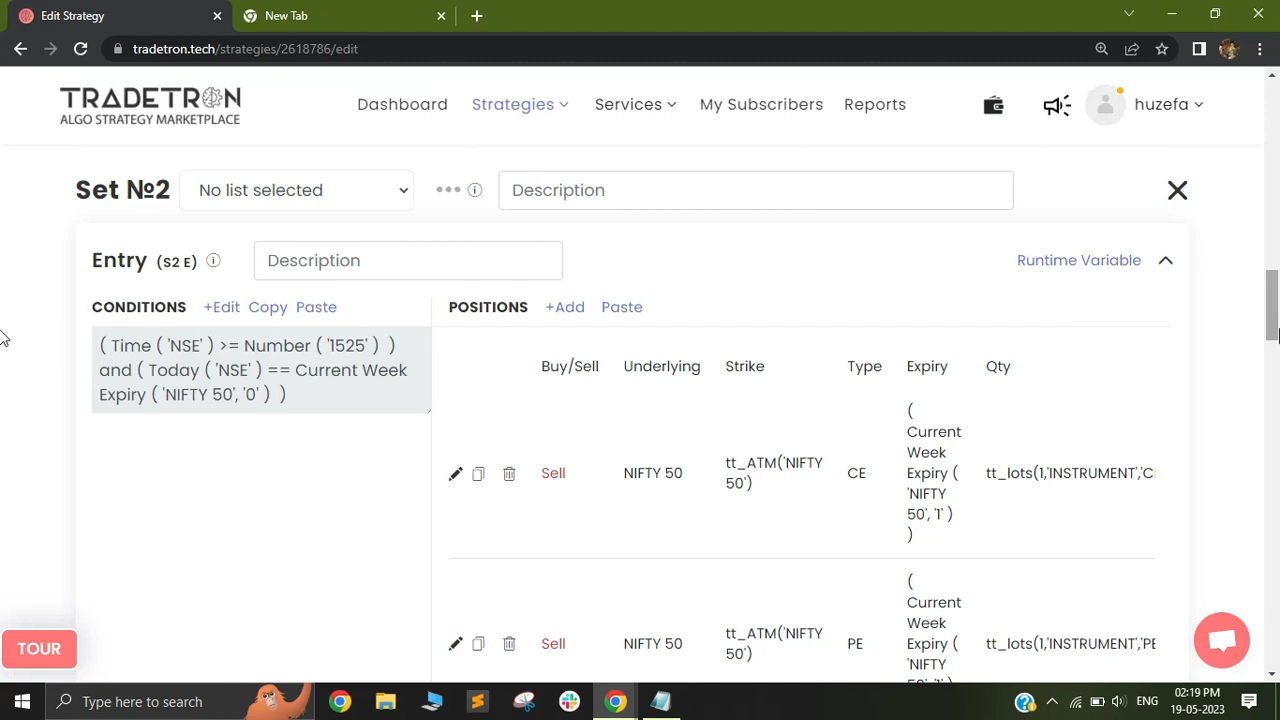 Edit Strategy
New Tab
tradetron.tech/strategies/2618786/edit
TRADETRON
ALGO STRATEGY MARKETPLACE
Dashboard Strategies Services My Subscribers Reports huzefa
Set №2 No list selected Description
Entry (S2 E) Description Runtime Variable
CONDITIONS +Edit Copy Paste POSITIONS +Add Paste
( Time ( 'NSE' ) >= Number ( '1525' ) )
and ( Today ( 'NSE' ) == Current Week
Expiry ( 'NIFTY 50', '0' ) )
Buy/Sell Underlying Strike Type Expiry Qty
Sell NIFTY 50 tt_ATM('NIFTY
50') CE (
Current
Week
Expiry (
'NIFTY
50', '1' )
) tt_lots(1,'INSTRUMENT','C
Sell NIFTY 50 tt_ATM('NIFTY
50') PE (
Current
Week
Expiry (
'NIFTY
tt_lots(1,'INSTRUMENT','PE
TOUR
Type here to search
ENG
02:19 PM
19-05-2023